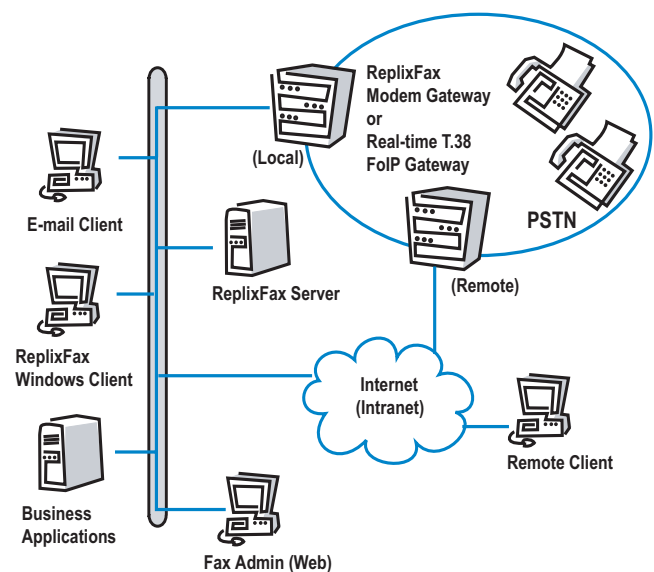 ReplixFax
Modem Gateway
or
Real-time T.38
FoIP Gateway
(Local)
PSTN
E-mail Client
ReplixFax Server
(Remote)
ReplixFax
Windows Client
Internet
(Intranet)
Remote Client
Business
Applications
Fax Admin (Web)